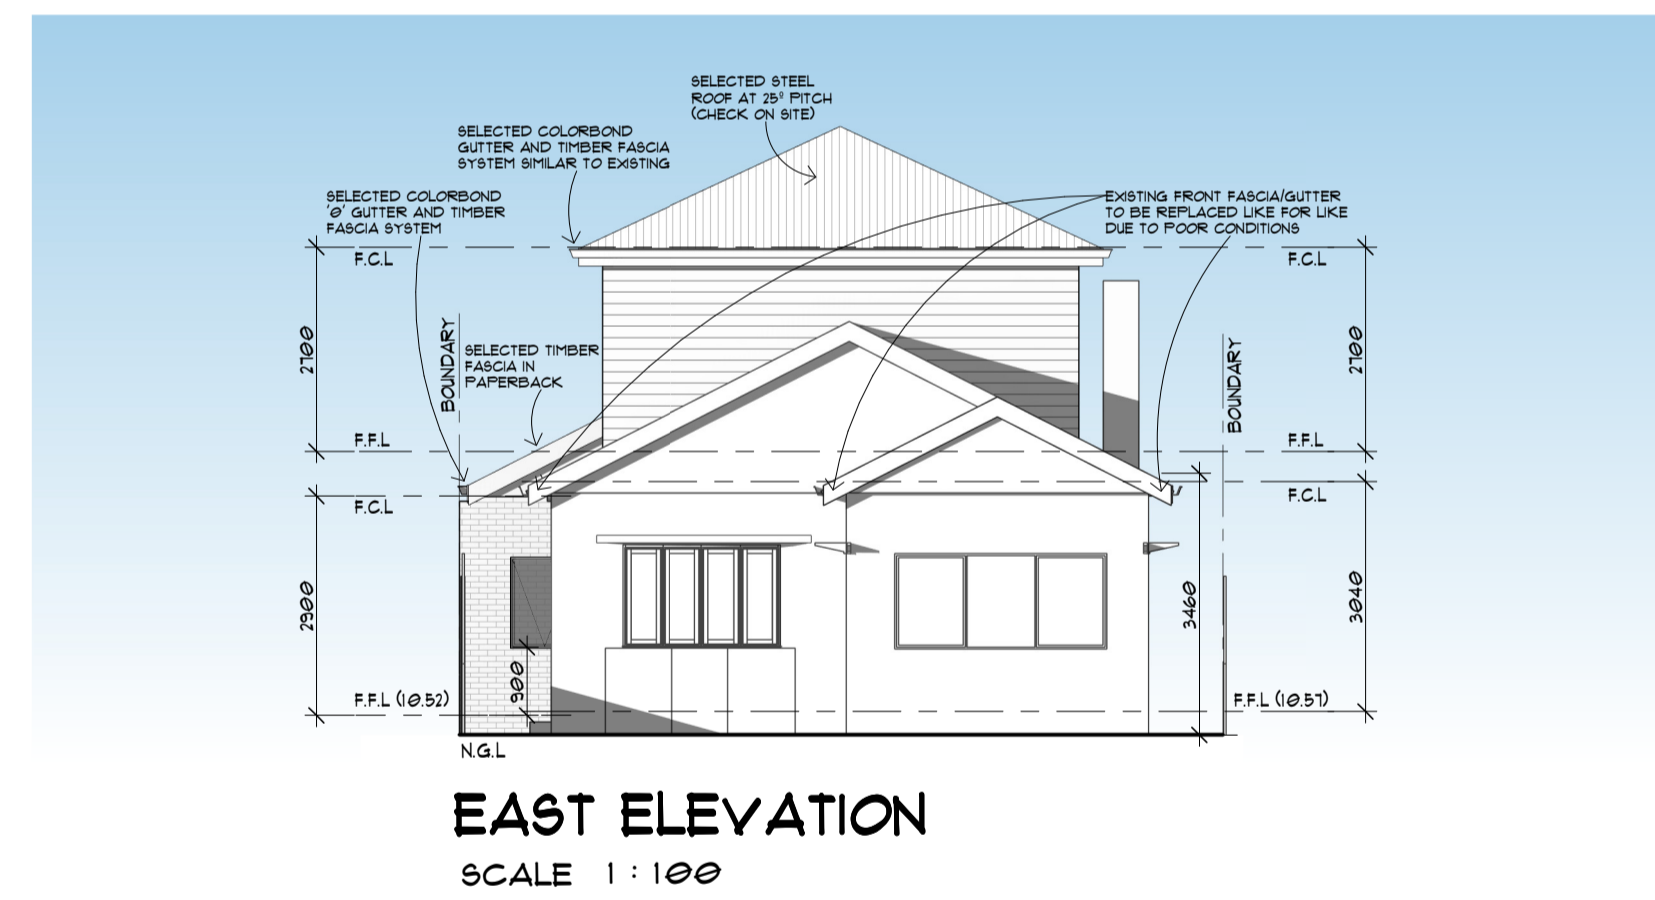 SELECTED STEEL
ROOF AT 25º PITCH
(CHECK ON SITE)
SELECTED COLORBOND
GUTTER AND TIMBER FASCIA
SYSTEM SIMILAR TO EXISTING
SELECTED COLORBOND
'0' GUTTER AND TIMBER
FASCIA SYSTEM
EXISTING FRONT FASCIA/GUTTER
TO BE REPLACED LIKE FOR LIKE
DUE TO POOR CONDITIONS
F.C.L
F.C.L
2700
BOUNDARY
SELECTED TIMBER
FASCIA IN
PAPERBACK
BOUNDARY
2700
F.F.L
F.F.L
F.C.L
F.C.L
2900
3460
3040
900
F.F.L (10.52)
F.F.L (10.57)
N.G.L
EAST ELEVATION
SCALE 1 : 100